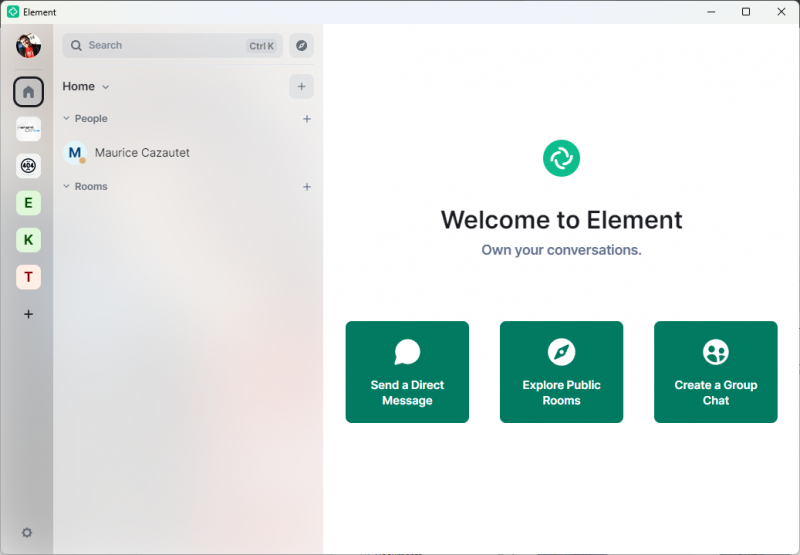 Element
Search
Ctrl K
Home
People
M
Maurice Cazautet
Rooms
404
E
K
T
Welcome to Element
Own your conversations.
Send a Direct
Message
Explore Public
Rooms
Create a Group
Chat